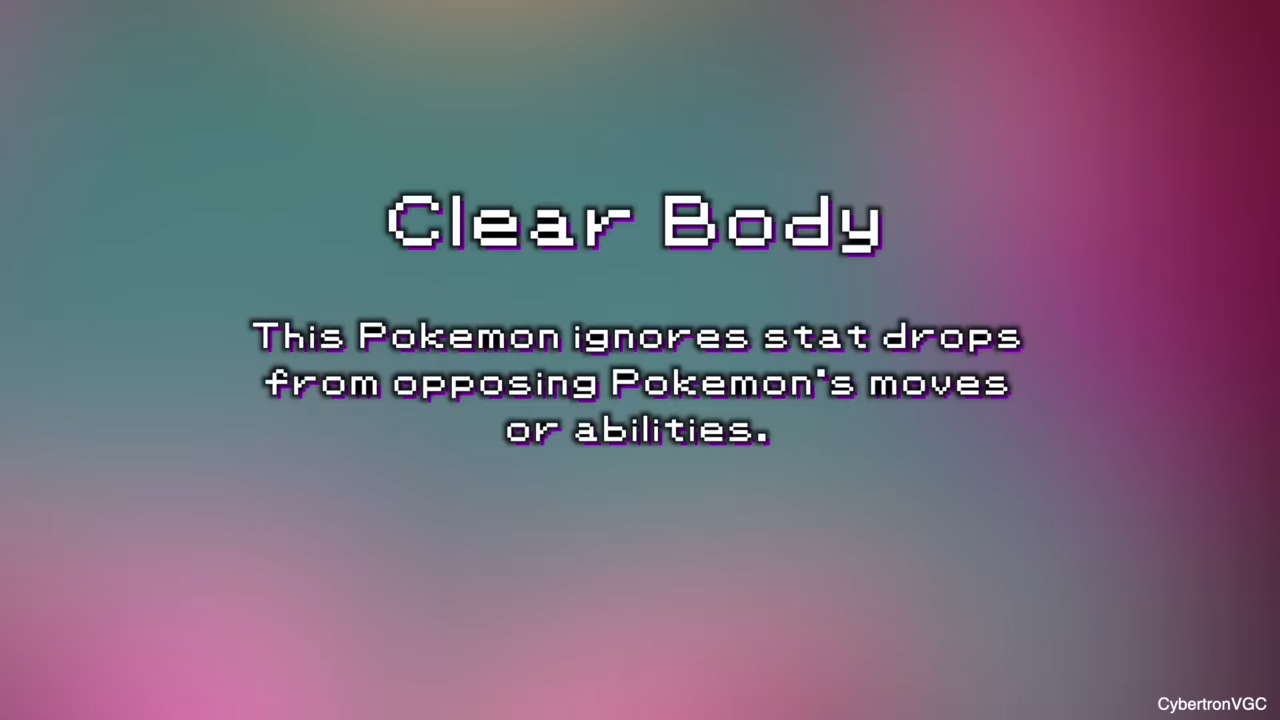 Clear Body
This Pokemon ignores stat drops
from opposing Pokemon's moves
or abilities.
CybertronVGC